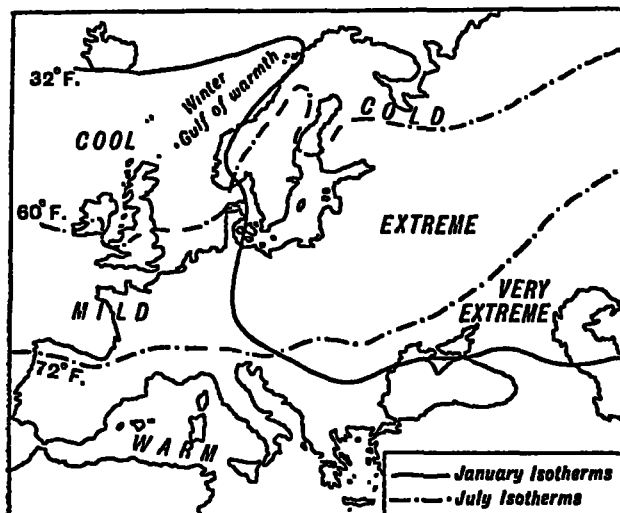 32°F.
Winter
Gulf of warmth
COLD
COOL
60°F.
EXTREME
VERY
EXTREME
MILD
72°F.
WARM
January Isotherms
July Isotherms